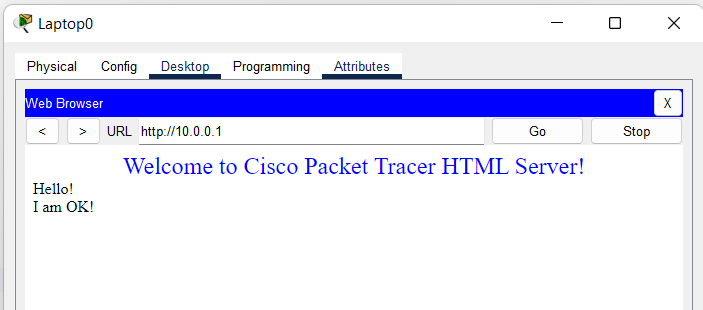 Laptop0
Physical Config Desktop Programming Attributes
Web Browser X
< > URL http://10.0.0.1 Go Stop
Welcome to Cisco Packet Tracer HTML Server!
Hello!
I am OK!